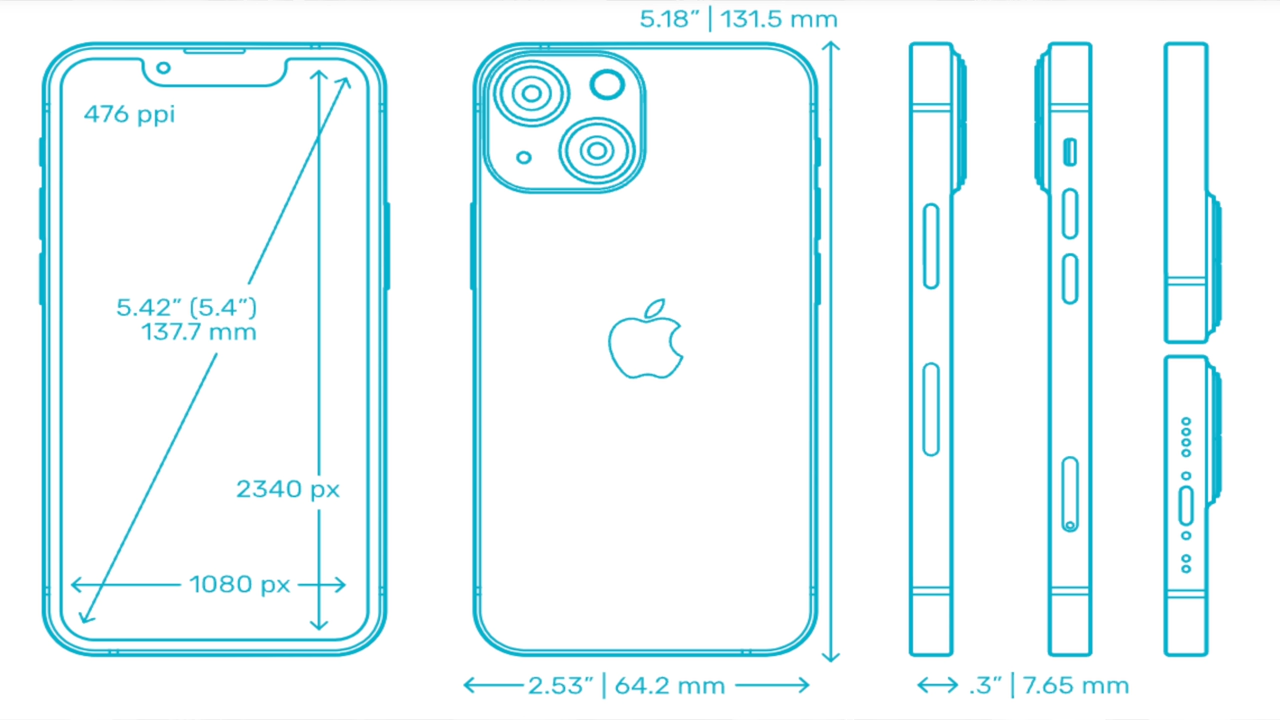 5.18” | 131.5 mm
476 ppi
5.42” (5.4”)
137.7 mm
2340 px
1080 px
2.53” | 64.2 mm
.3” | 7.65 mm